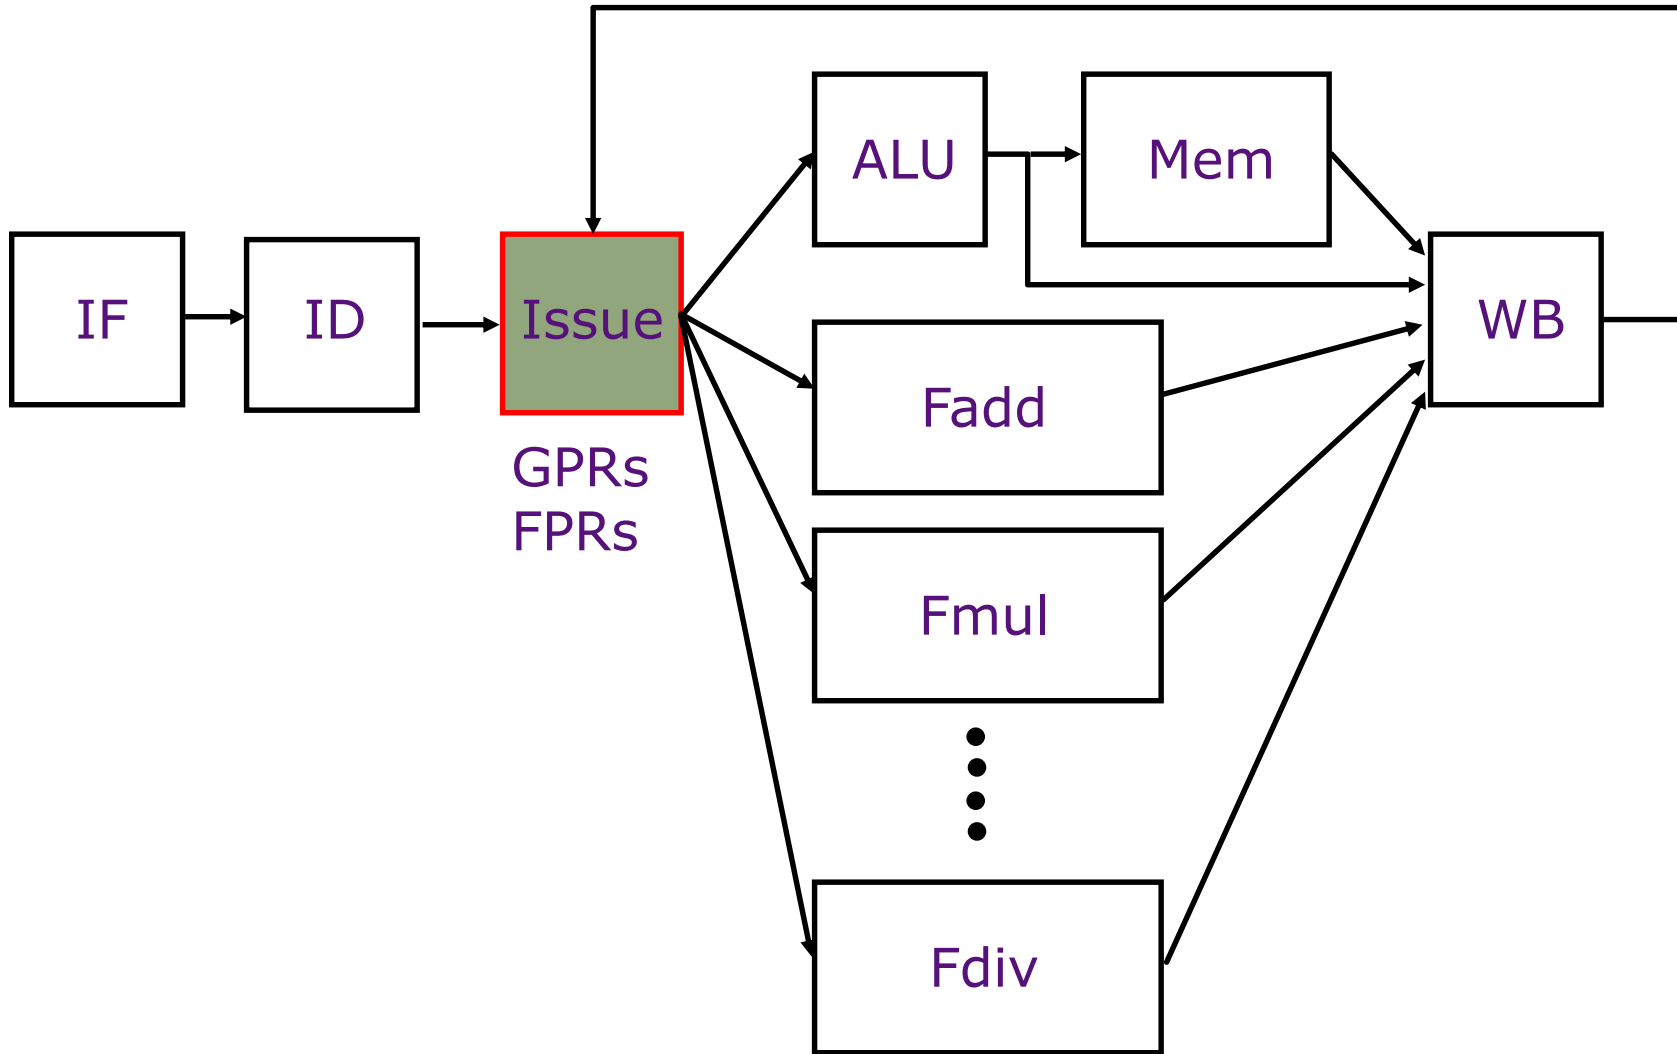 IF
ID
Issue
GPRs
FPRs
ALU
Mem
Fadd
Fmul
Fdiv
WB